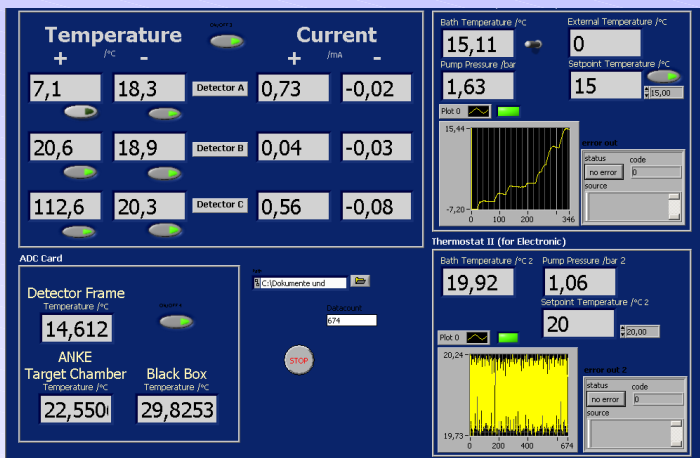 Temperature
/°C
+ -
ON/OFF 2
Current
/mA
+ -
7,1 18,3 Detector A 0,73 -0,02
20,6 18,9 Detector B 0,04 -0,03
112,6 20,3 Detector C 0,56 -0,08
Bath Temperature /°C External Temperature /°C
15,11 0
Pump Pressure /bar Setpoint Temperature /°C
1,63 15 15,00
Plot 0
15,44
-7,20
0 100 200 346
error out
status code
no error 0
source
ADC Card
Detector Frame
Temperature /°C
14,612
ANKE
Target Chamber
Temperature /°C
22,550
Black Box
Temperature /°C
29,8253
C:\Dokumente und
Datacount
674
STOP
Thermostat II (for Electronic)
Bath Temperature /°C 2 Pump Pressure /bar 2
19,92 1,06
Setpoint Temperature /°C 2
20 20,00
Plot 0
20,24
19,73
0 200 400 674
error out 2
status code
no error 0
source